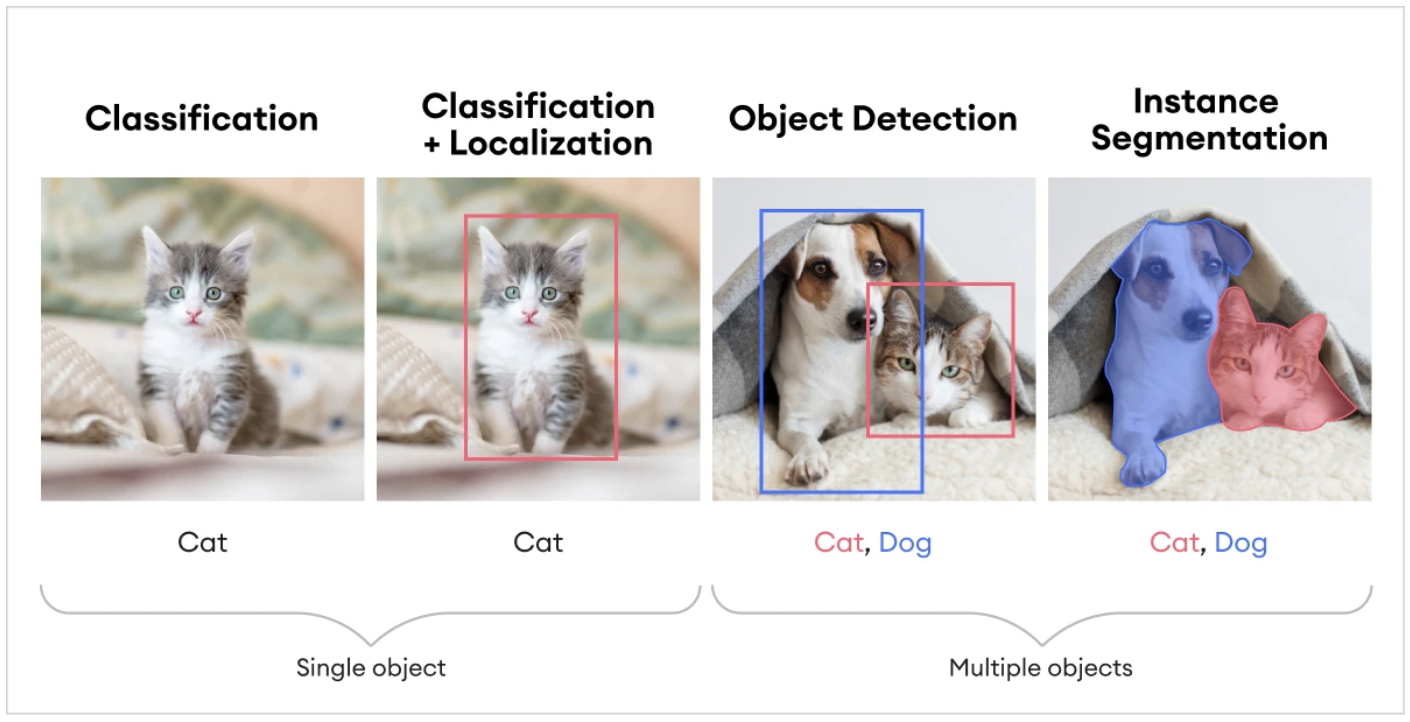 Classification
Classification
+ Localization
Object Detection
Instance
Segmentation
Cat
Cat
Cat, Dog
Cat, Dog
Single object
Multiple objects